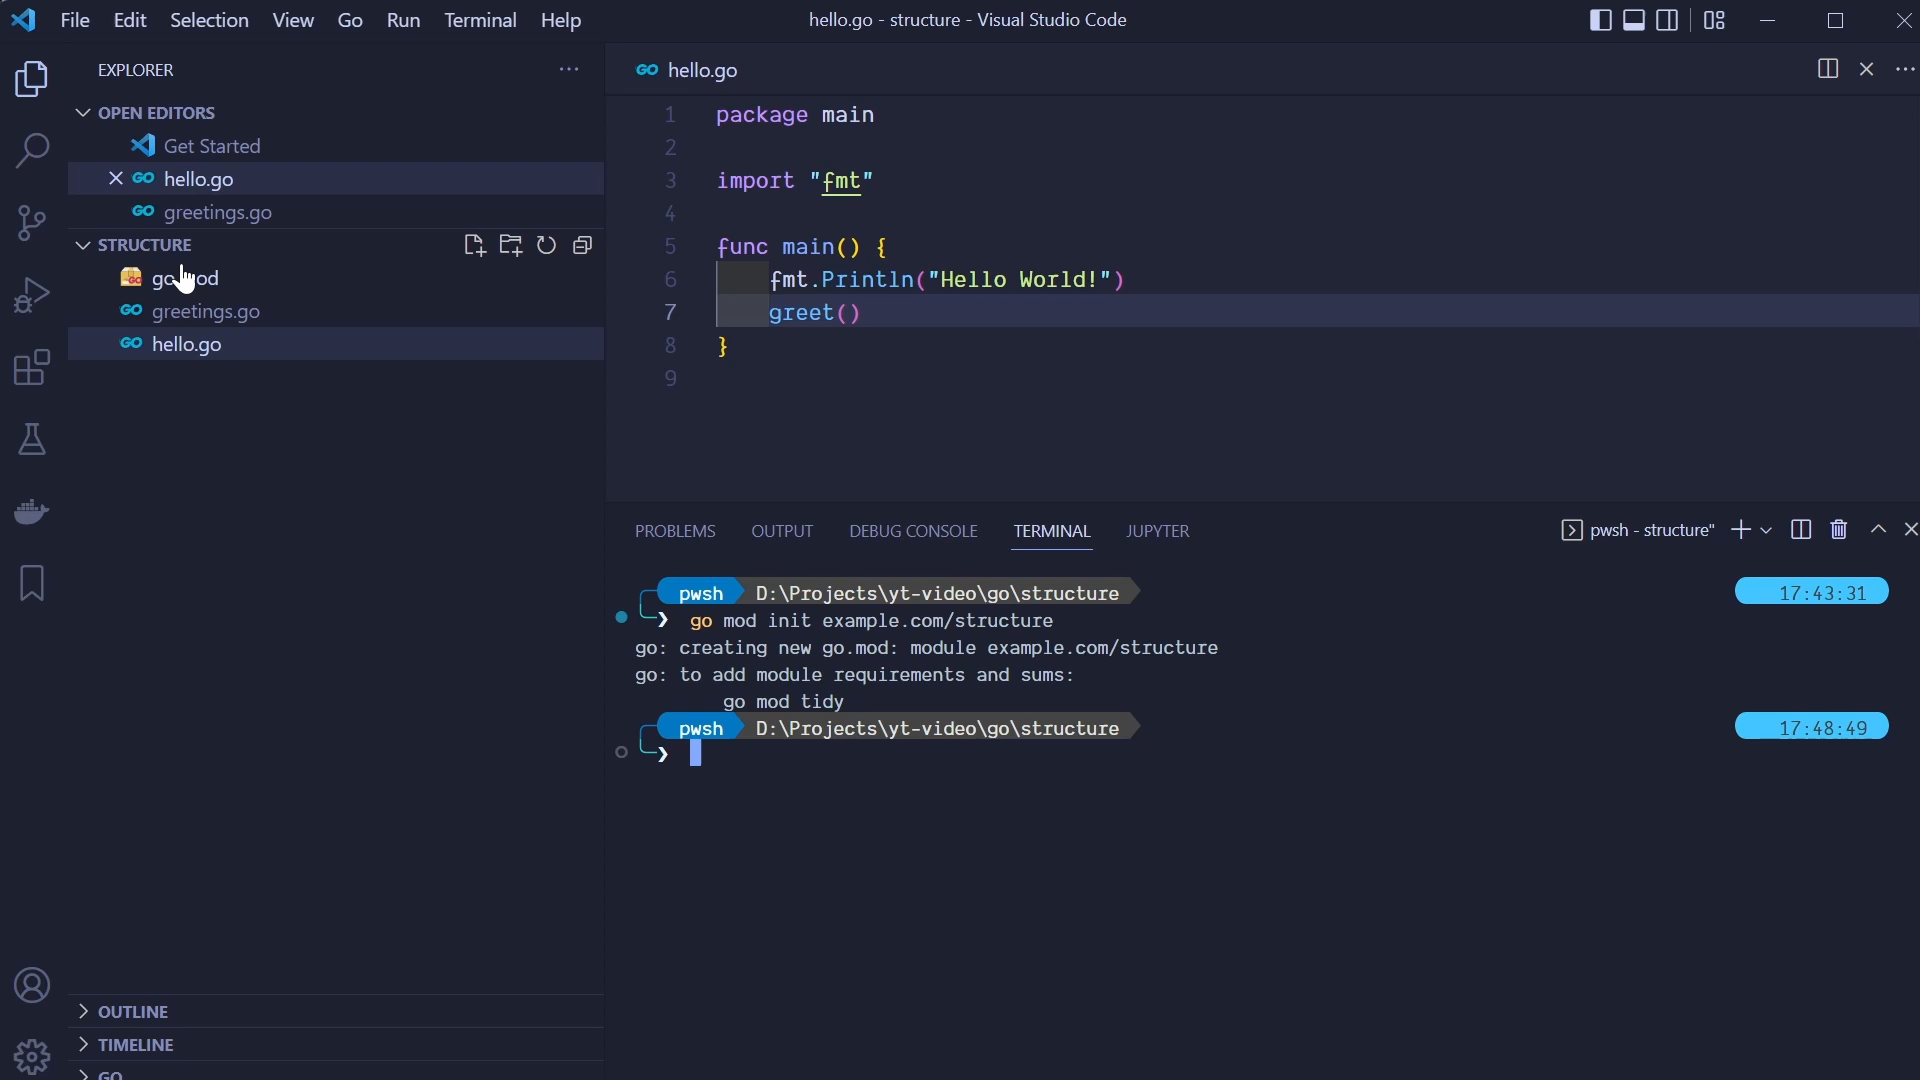 File Edit Selection View Go Run Terminal Help
hello.go - structure - Visual Studio Code
EXPLORER
OPEN EDITORS
Get Started
GO hello.go
GO greetings.go
STRUCTURE
GO greetings.go
GO hello.go
OUTLINE
TIMELINE
GO
GO hello.go
1 package main
2
3 import "fmt"
4
5 func main() {
6 fmt.Println("Hello World!")
7 greet()
8 }
9
PROBLEMS OUTPUT DEBUG CONSOLE TERMINAL JUPYTER
pwsh - structure"
pwsh D:\Projects\yt-video\go\structure 17:43:31
❯ go mod init example.com/structure
go: creating new go.mod: module example.com/structure
go: to add module requirements and sums:
go mod tidy
pwsh D:\Projects\yt-video\go\structure 17:48:49
❯